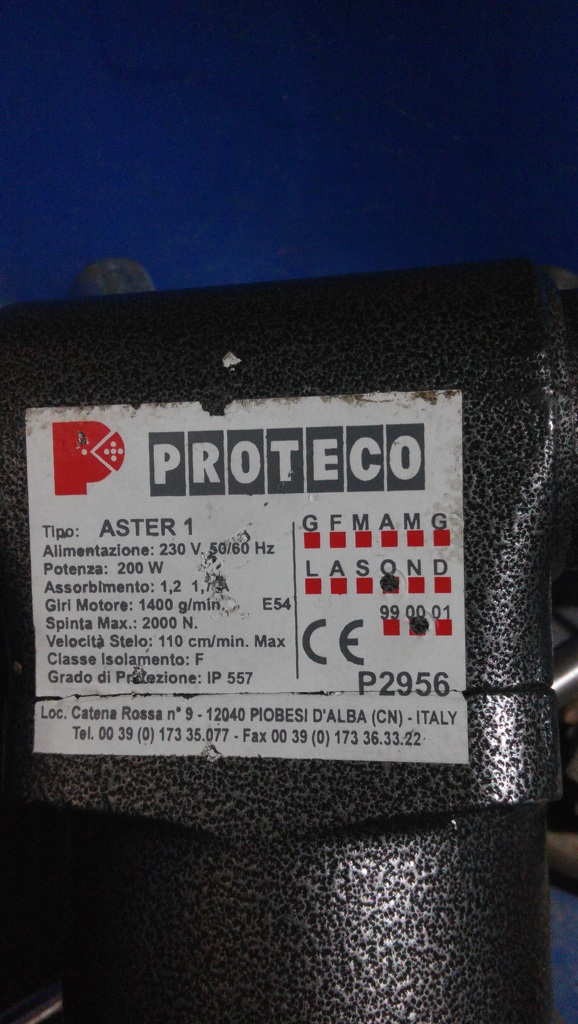 PROTECO
Tipo: ASTER 1
Alimentazione: 230 V. 50/60 Hz
Potenza: 200 W
Assorbimento: 1,2
Giri Motore: 1400 g/min. E54
Spinta Max.: 2000 N.
Velocità Stelo: 110 cm/min. Max
Classe Isolamento: F
Grado di Protezione: IP 557
G F M A M G
L A S O N D
99 00 01
CE
P2956
Loc. Catena Rossa n° 9 - 12040 PIOBESI D'ALBA (CN) - ITALY
Tel. 00 39 (0) 173 35.077 - Fax 00 39 (0) 173 36.33.22